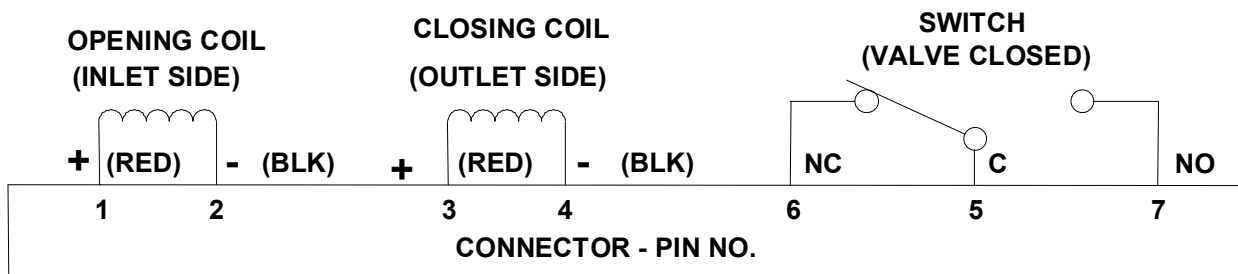 OPENING COIL
(INLET SIDE)
CLOSING COIL
(OUTLET SIDE)
SWITCH
(VALVE CLOSED)
+ (RED) - (BLK)
+ (RED) - (BLK)
NC C NO
1 2 3 4 6 5 7
CONNECTOR - PIN NO.